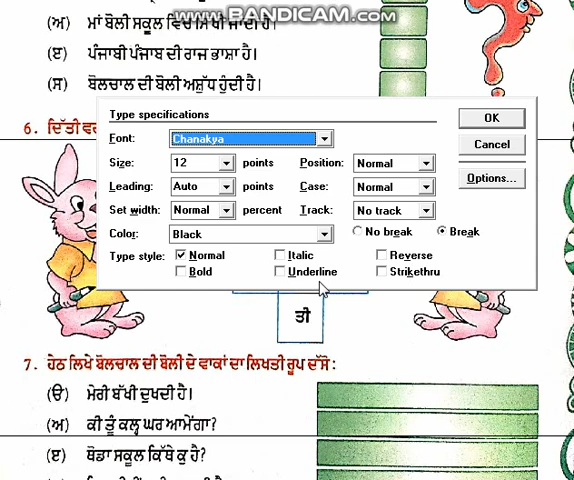 (ਅ) ਮਾਂ ਬੋਲੀ ਸਕੂਲ ਵਿਚ ਸਿੱਖੀ ਜਾਂਦੀ ਹੈ।
www.BANDICAM.com
(ੲ) ਪੰਜਾਬੀ ਪੰਜਾਬ ਦੀ ਰਾਜ ਭਾਸ਼ਾ ਹੈ।
(ਸ) ਬੋਲਚਾਲ ਦੀ ਬੋਲੀ ਅਸ਼ੁੱਧ ਹੁੰਦੀ ਹੈ।
6. ਦਿੱਤੀ
Type specifications
Font: Chanakya
Size: 12 points Position: Normal
Leading: Auto points Case: Normal
Set width: Normal percent Track: No track
Color: Black No break Break
Type style: Normal Italic Reverse
Bold Underline Strikethru
OK
Cancel
Options...
ਤੀ
7. ਹੇਠ ਲਿਖੇ ਬੋਲਚਾਲ ਦੀ ਬੋਲੀ ਦੇ ਵਾਕਾਂ ਦਾ ਲਿਖਤੀ ਰੂਪ ਦੱਸੋ :
(ੳ) ਮੇਰੀ ਬੱਖੀ ਦੁਖਦੀ ਹੈ।
(ਅ) ਕੀ ਤੂੰ ਕਲ੍ਹ ਘਰ ਆਮੇਂਗਾ?
(ੲ) ਥੋਡਾ ਸਕੂਲ ਕਿੱਥੇ ਕੁ ਹੈ?